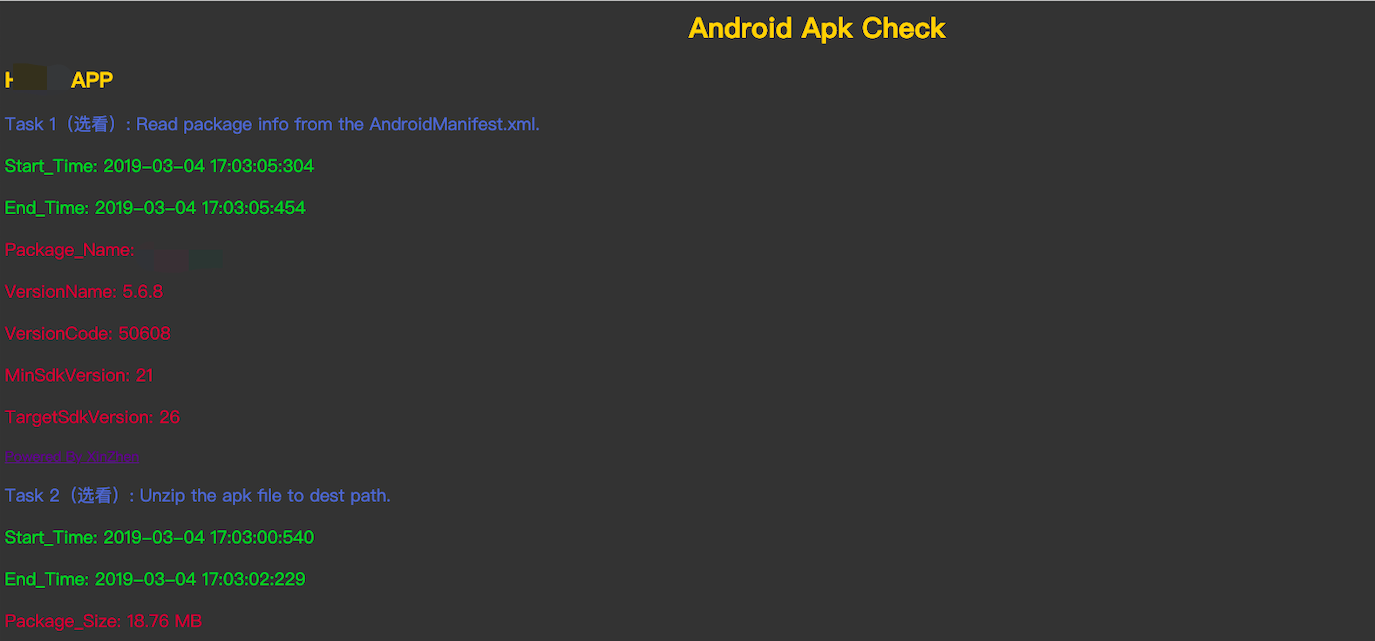 Android Apk Check
H APP
Task 1（选看）: Read package info from the AndroidManifest.xml.
Start_Time: 2019-03-04 17:03:05:304
End_Time: 2019-03-04 17:03:05:454
Package_Name:
VersionName: 5.6.8
VersionCode: 50608
MinSdkVersion: 21
TargetSdkVersion: 26
Powered By XinZhao
Task 2（选看）: Unzip the apk file to dest path.
Start_Time: 2019-03-04 17:03:00:540
End_Time: 2019-03-04 17:03:02:229
Package_Size: 18.76 MB